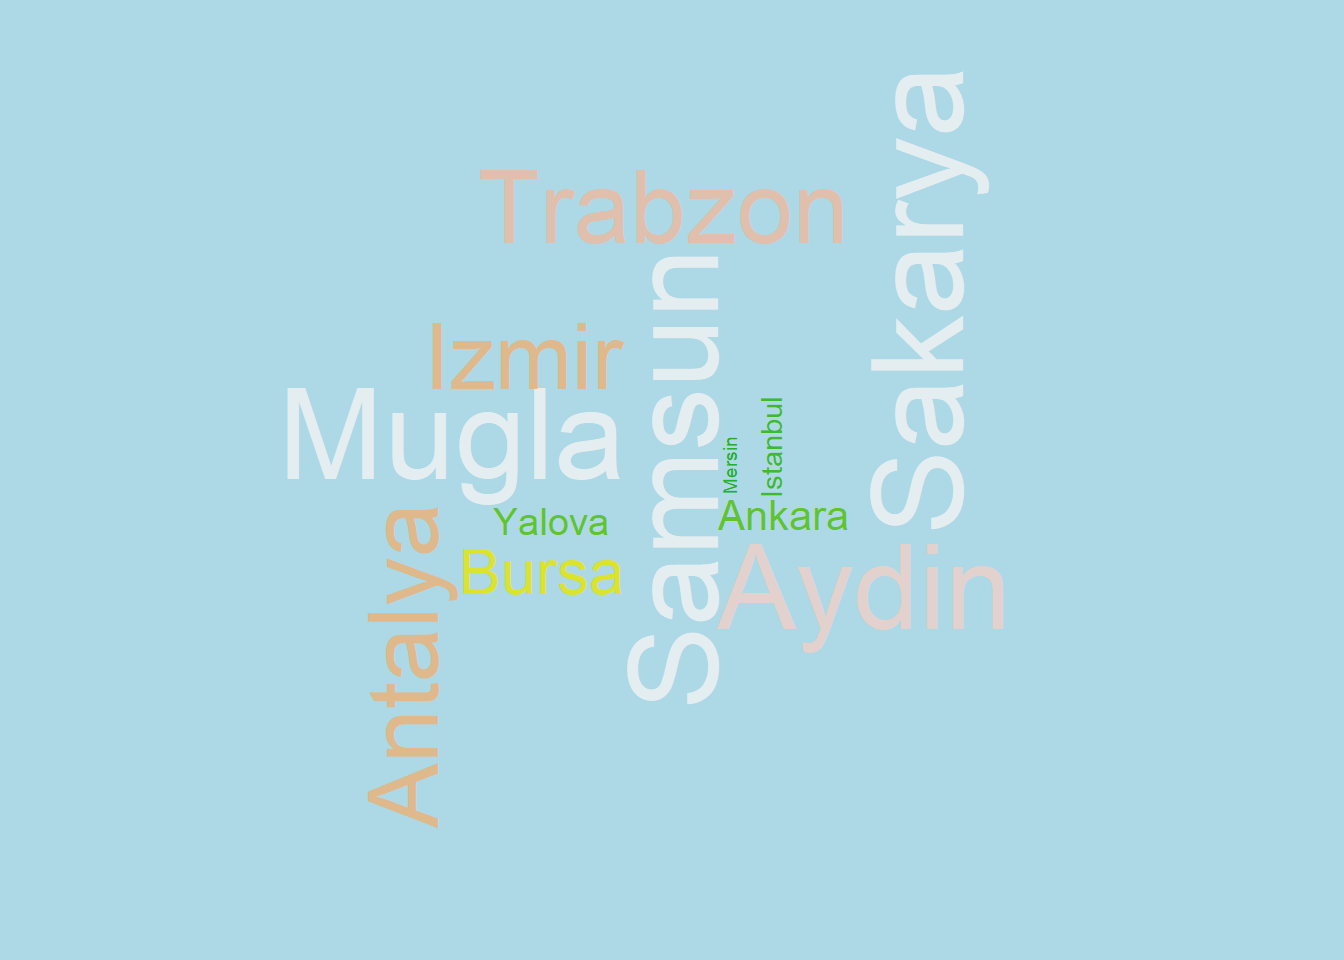 Trabzon
Sakarya
Samsun
Izmir
Mugla
Istanbul
Mersin
Ankara
Yalova
Bursa
Aydin
Antalya